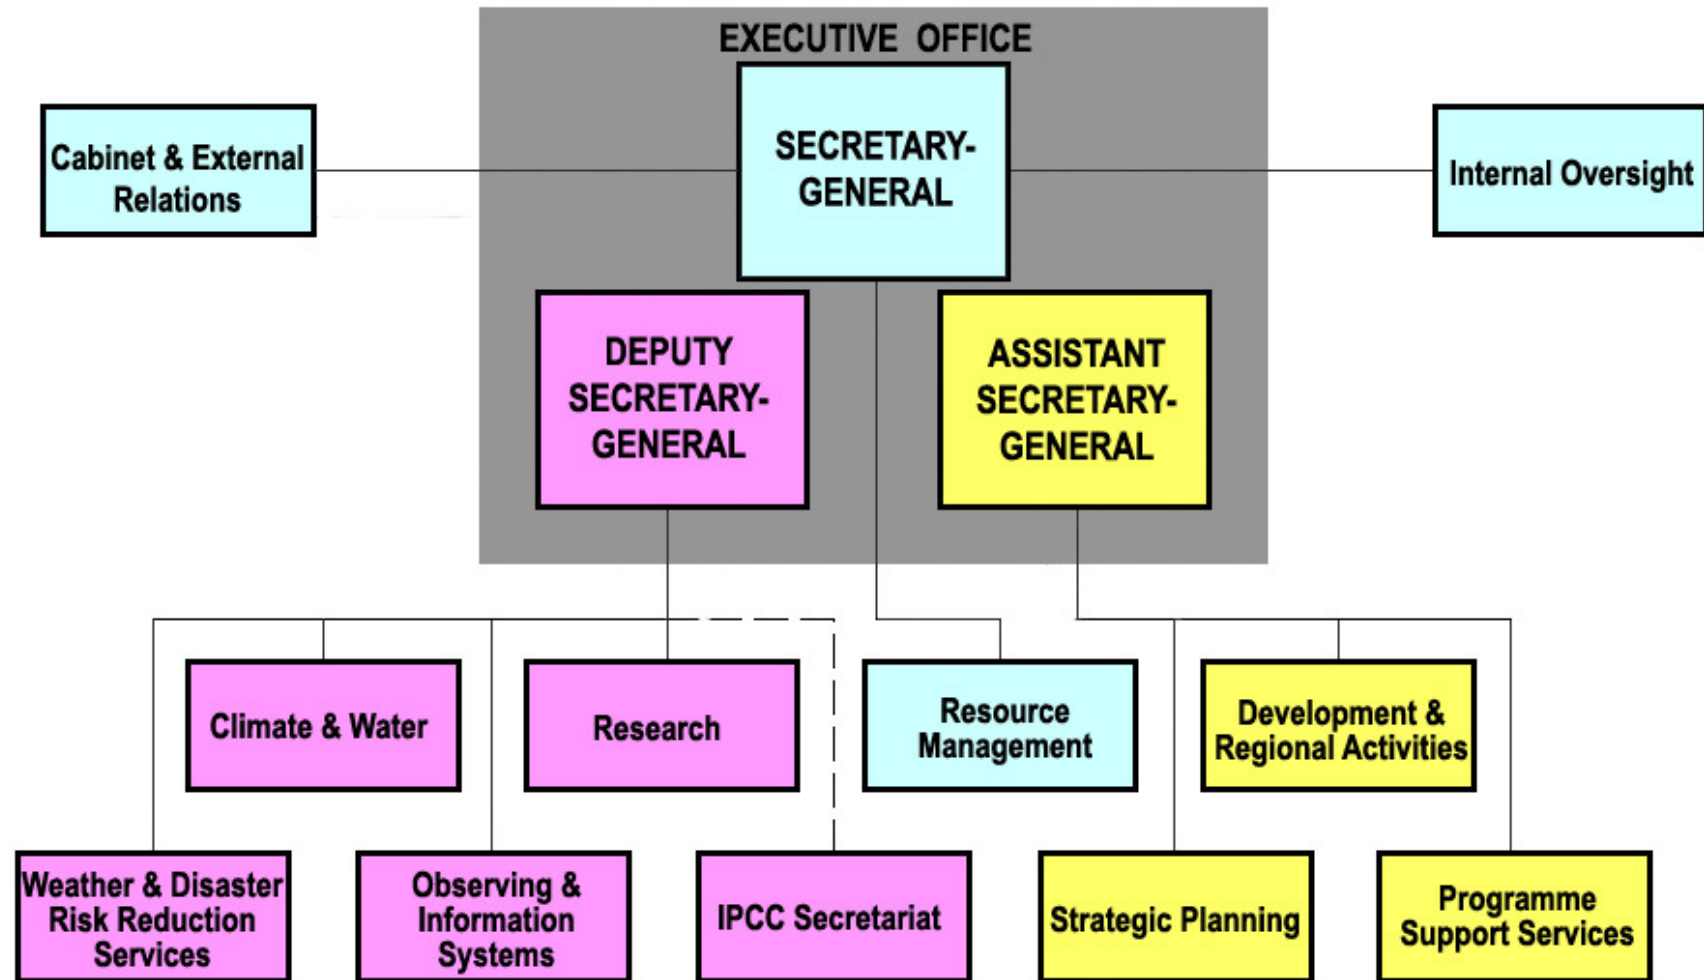 EXECUTIVE OFFICE
Cabinet & External
Relations
SECRETARY-
GENERAL
Internal Oversight
DEPUTY
SECRETARY-
GENERAL
ASSISTANT
SECRETARY-
GENERAL
Climate & Water
Research
Resource
Management
Development &
Regional Activities
Weather & Disaster
Risk Reduction
Services
Observing &
Information
Systems
IPCC Secretariat
Strategic Planning
Programme
Support Services